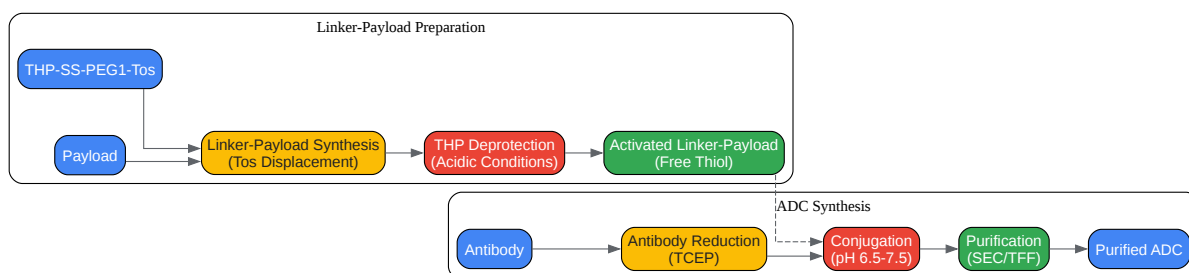 Linker-Payload Preparation
THP-SS-PEG1-Tos
Payload
Linker-Payload Synthesis
(Tos Displacement)
THP Deprotection
(Acidic Conditions)
Activated Linker-Payload
(Free Thiol)
ADC Synthesis
Antibody
Antibody Reduction
(TCEP)
Conjugation
(pH 6.5-7.5)
Purification
(SEC/TFF)
Purified ADC